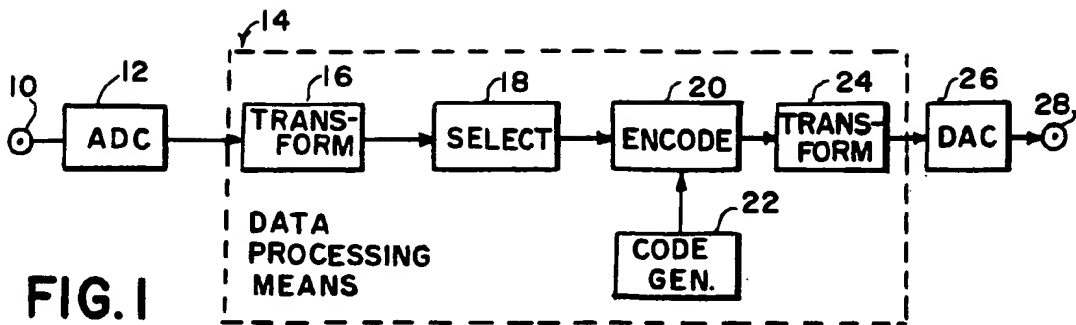 14
10
12
16
18
20
24
26
28
ADC
TRANS-
FORM
SELECT
ENCODE
TRANS-
FORM
DAC
22
CODE
GEN.
DATA
PROCESSING
MEANS
FIG. 1